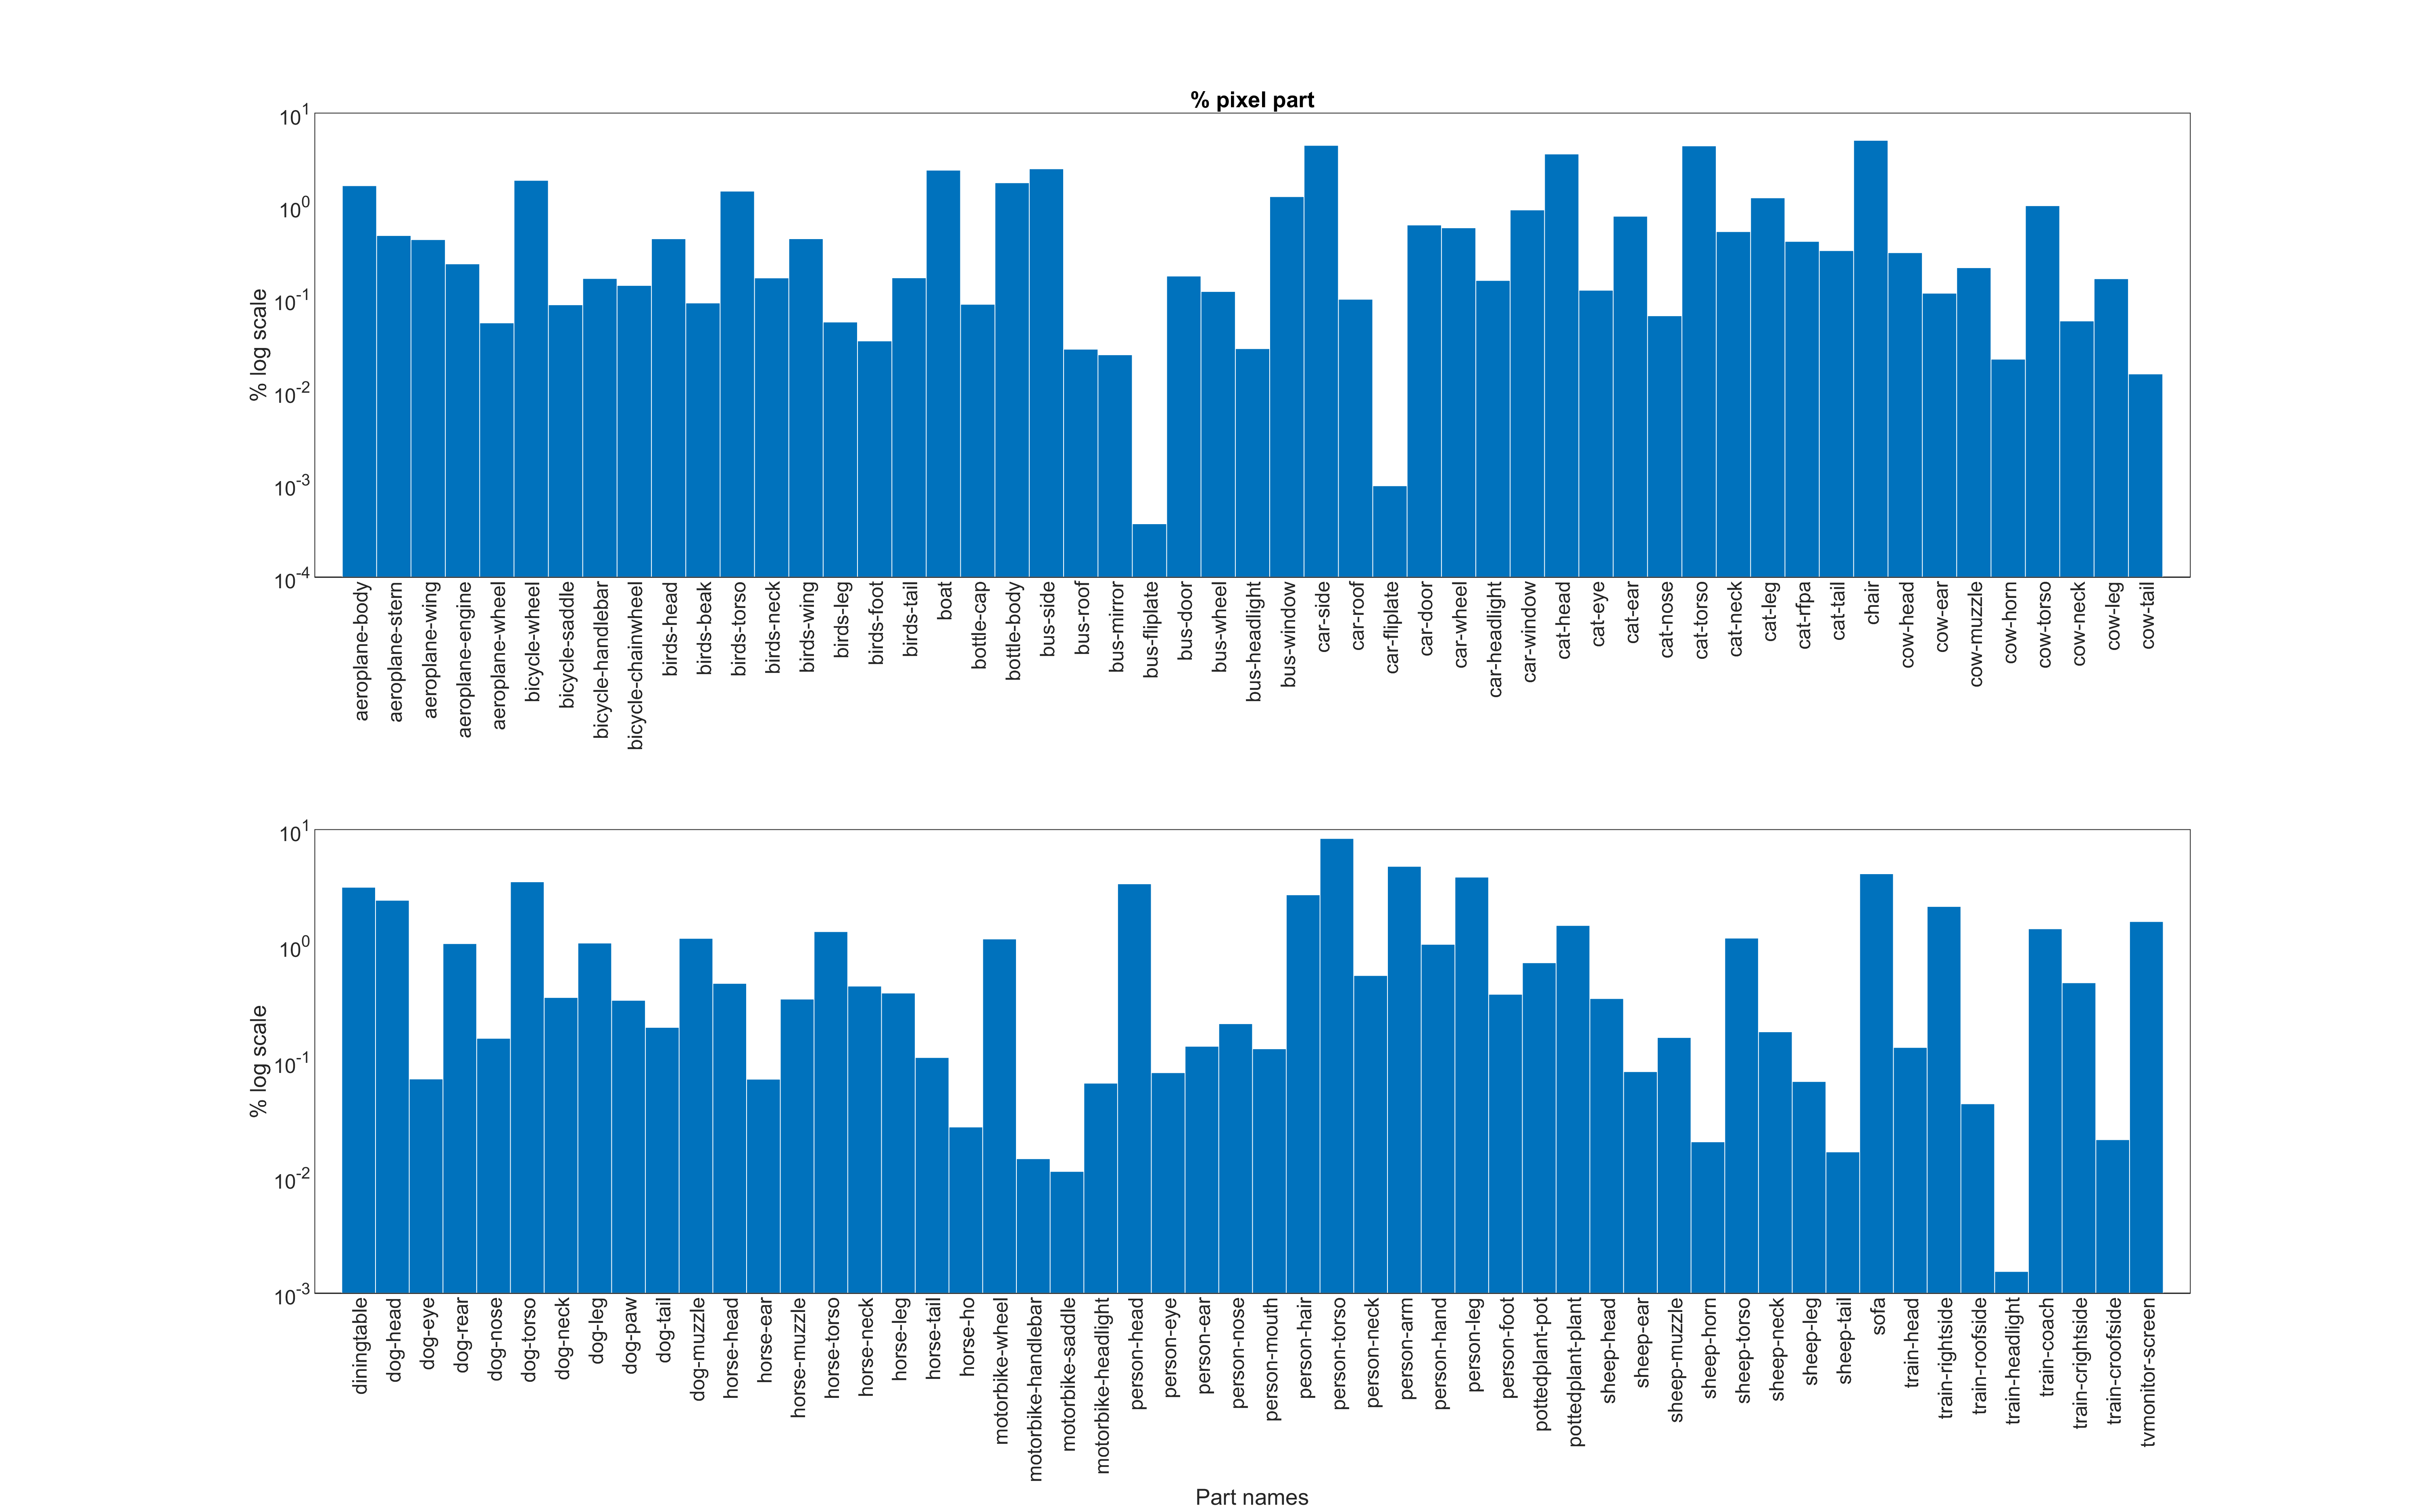 % pixel part
% log scale
10^1
10^0
10^-1
10^-2
10^-3
10^-4
aeroplane-body
aeroplane-stern
aeroplane-wing
aeroplane-engine
aeroplane-wheel
bicycle-wheel
bicycle-saddle
bicycle-handlebar
bicycle-chainwheel
birds-head
birds-beak
birds-torso
birds-neck
birds-wing
birds-leg
birds-foot
birds-tail
boat
bottle-cap
bottle-body
bus-side
bus-roof
bus-mirror
bus-fliplate
bus-door
bus-wheel
bus-headlight
bus-window
car-side
car-roof
car-fliplate
car-door
car-wheel
car-headlight
car-window
cat-head
cat-eye
cat-ear
cat-nose
cat-torso
cat-neck
cat-leg
cat-rfpa
cat-tail
chair
cow-head
cow-ear
cow-muzzle
cow-horn
cow-torso
cow-neck
cow-leg
cow-tail
% log scale
10^1
10^0
10^-1
10^-2
10^-3
diningtable
dog-head
dog-eye
dog-rear
dog-nose
dog-torso
dog-neck
dog-leg
dog-paw
dog-tail
dog-muzzle
horse-head
horse-ear
horse-muzzle
horse-torso
horse-neck
horse-leg
horse-tail
horse-ho
motorbike-wheel
motorbike-handlebar
motorbike-saddle
motorbike-headlight
person-head
person-eye
person-ear
person-nose
person-mouth
person-hair
person-torso
person-neck
person-arm
person-hand
person-leg
person-foot
pottedplant-pot
pottedplant-plant
sheep-head
sheep-ear
sheep-muzzle
sheep-horn
sheep-torso
sheep-neck
sheep-leg
sheep-tail
sofa
train-head
train-rightside
train-roofside
train-headlight
train-coach
train-crightside
train-croofside
tvmonitor-screen
Part names